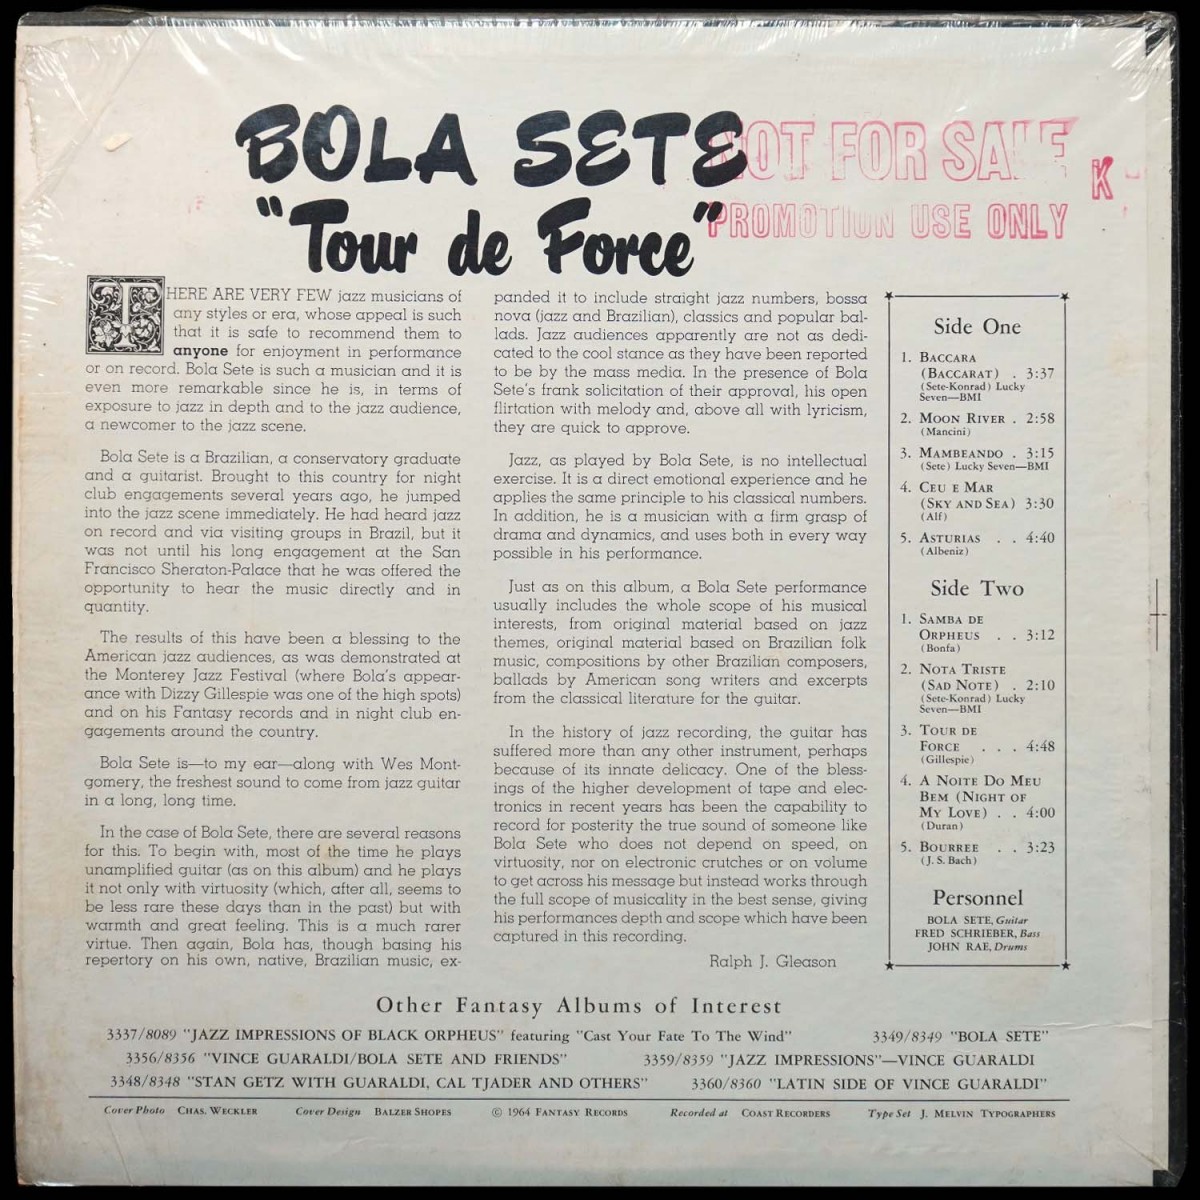 BOLA SETE
"Tour de Force"
NOT FOR SALE
PROMOTION USE ONLY
K
THERE ARE VERY FEW jazz musicians of
any styles or era, whose appeal is such
that it is safe to recommend them to
anyone for enjoyment in performance
or on record. Bola Sete is such a musician and it is
even more remarkable since he is, in terms of
exposure to jazz in depth and to the jazz audience,
a newcomer to the jazz scene.
Bola Sete is a Brazilian, a conservatory graduate
and a guitarist. Brought to this country for night
club engagements several years ago, he jumped
into the jazz scene immediately. He had heard jazz
on record and via visiting groups in Brazil, but it
was not until his long engagement at the San
Francisco Sheraton-Palace that he was offered the
opportunity to hear the music directly and in
quantity.
The results of this have been a blessing to the
American jazz audiences, as was demonstrated at
the Monterey Jazz Festival (where Bola's appear-
ance with Dizzy Gillespie was one of the high spots)
and on his Fantasy records and in night club en-
gagements around the country.
Bola Sete is—to my ear—along with Wes Mont-
gomery, the freshest sound to come from jazz guitar
in a long, long time.
In the case of Bola Sete, there are several reasons
for this. To begin with, most of the time he plays
unamplified guitar (as on this album) and he plays
it not only with virtuosity (which, after all, seems to
be less rare these days than in the past) but with
warmth and great feeling. This is a much rarer
virtue. Then again, Bola has, though basing his
repertory on his own, native, Brazilian music, ex-
panded it to include straight jazz numbers, bossa
nova (jazz and Brazilian), classics and popular bal-
lads. Jazz audiences apparently are not as dedi-
cated to the cool stance as they have been reported
to be by the mass media. In the presence of Bola
Sete's frank solicitation of their approval, his open
flirtation with melody and, above all with lyricism,
they are quick to approve.
Jazz, as played by Bola Sete, is no intellectual
exercise. It is a direct emotional experience and he
applies the same principle to his classical numbers.
In addition, he is a musician with a firm grasp of
drama and dynamics, and uses both in every way
possible in his performance.
Just as on this album, a Bola Sete performance
usually includes the whole scope of his musical
interests, from original material based on jazz
themes, original material based on Brazilian folk
music, compositions by other Brazilian composers,
ballads by American song writers and excerpts
from the classical literature for the guitar.
In the history of jazz recording, the guitar has
suffered more than any other instrument, perhaps
because of its innate delicacy. One of the bless-
ings of the higher development of tape and elec-
tronics in recent years has been the capability to
record for posterity the true sound of someone like
Bola Sete who does not depend on speed, on
virtuosity, nor on electronic crutches or on volume
to get across his message but instead works through
the full scope of musicality in the best sense, giving
his performances depth and scope which have been
captured in this recording.
Ralph J. Gleason
Side One
1. BACCARA
(BACCARAT) . 3:37
(Sete-Konrad) Lucky
Seven—BMI
2. MOON RIVER . 2:58
(Mancini)
3. MAMBEANDO . 3:15
(Sete) Lucky Seven—BMI
4. CEU E MAR
(SKY AND SEA) 3:30
(Alf)
5. ASTURIAS . . 4:40
(Albeniz)
Side Two
1. SAMBA DE
ORPHEUS . . 3:12
(Bonfa)
2. NOTA TRISTE
(SAD NOTE) . 2:10
(Sete-Konrad) Lucky
Seven—BMI
3. TOUR DE
FORCE . . . 4:48
(Gillespie)
4. A NOITE DO MEU
BEM (NIGHT OF
MY LOVE) . . 4:00
(Duran)
5. BOURREE . . 3:23
(J. S. Bach)
Personnel
BOLA SETE, Guitar
FRED SCHRIEBER, Bass
JOHN RAE, Drums
Other Fantasy Albums of Interest
3337/8089 "JAZZ IMPRESSIONS OF BLACK ORPHEUS" featuring "Cast Your Fate To The Wind" 3349/8349 "BOLA SETE"
3356/8356 "VINCE GUARALDI/BOLA SETE AND FRIENDS" 3359/8359 "JAZZ IMPRESSIONS"—VINCE GUARALDI
3348/8348 "STAN GETZ WITH GUARALDI, CAL TJADER AND OTHERS" 3360/8360 "LATIN SIDE OF VINCE GUARALDI"
Cover Photo CHAS. WECKLER Cover Design BALZER SHOPES © 1964 FANTASY RECORDS Recorded at COAST RECORDERS Type Set J. MELVIN TYPOGRAPHERS